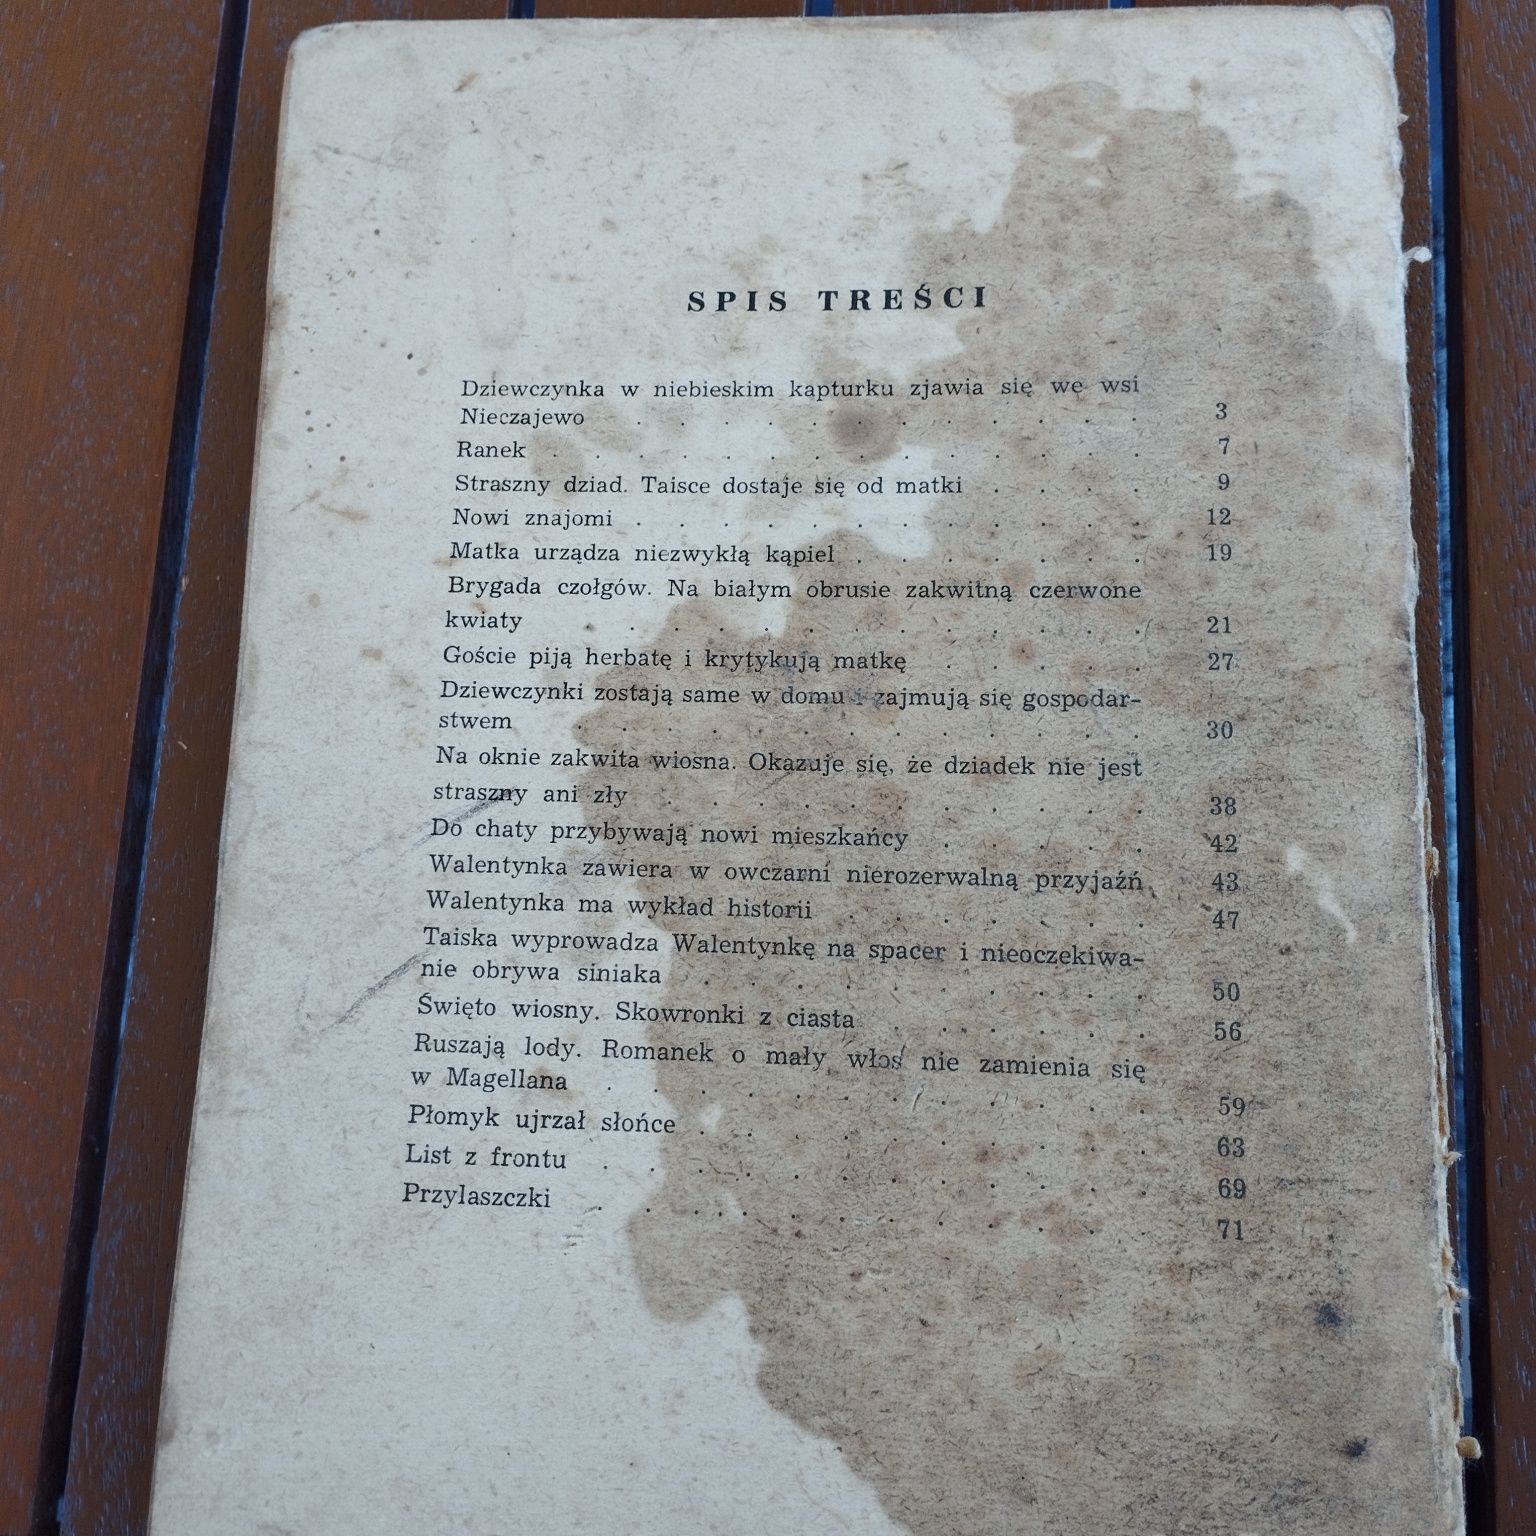 SPIS TREŚCI
Dziewczynka w niebieskim kapturku zjawia się we wsi
Nieczajewo . . . . . . . . . . . . 3
Ranek . . . . . . . . . . . . . . 7
Straszny dziad. Taisce dostaje się od matki . . . . 9
Nowi znajomi . . . . . . . . . . . . 12
Matka urządza niezwykłą kąpiel . . . . . . . 19
Brygada czołgów. Na białym obrusie zakwitną czerwone
kwiaty . . . . . . . . . . . . . 21
Goście piją herbatę i krytykują matkę . . . . . 27
Dziewczynki zostają same w domu i zajmują się gospodar-
stwem . . . . . . . . . . . . . 30
Na oknie zakwita wiosna. Okazuje się, że dziadek nie jest
straszny ani zły . . . . . . . . . . . 38
Do chaty przybywają nowi mieszkańcy . . . . . 42
Walentynka zawiera w owczarni nierozerwalną przyjaźń 43
Walentynka ma wykład historii . . . . . . . 47
Taiska wyprowadza Walentynkę na spacer i nieoczekiwa-
nie obrywa siniaka . . . . . . . . . . 50
Święto wiosny. Skowronki z ciasta . . . . . . 56
Ruszają lody. Romanek o mały włos nie zamienia się
w Magellana . . . . . . . . . . . . 59
Płomyk ujrzał słońce . . . . . . . . . . 63
List z frontu . . . . . . . . . . . . 69
Przylaszczki . . . . . . . . . . . . 71